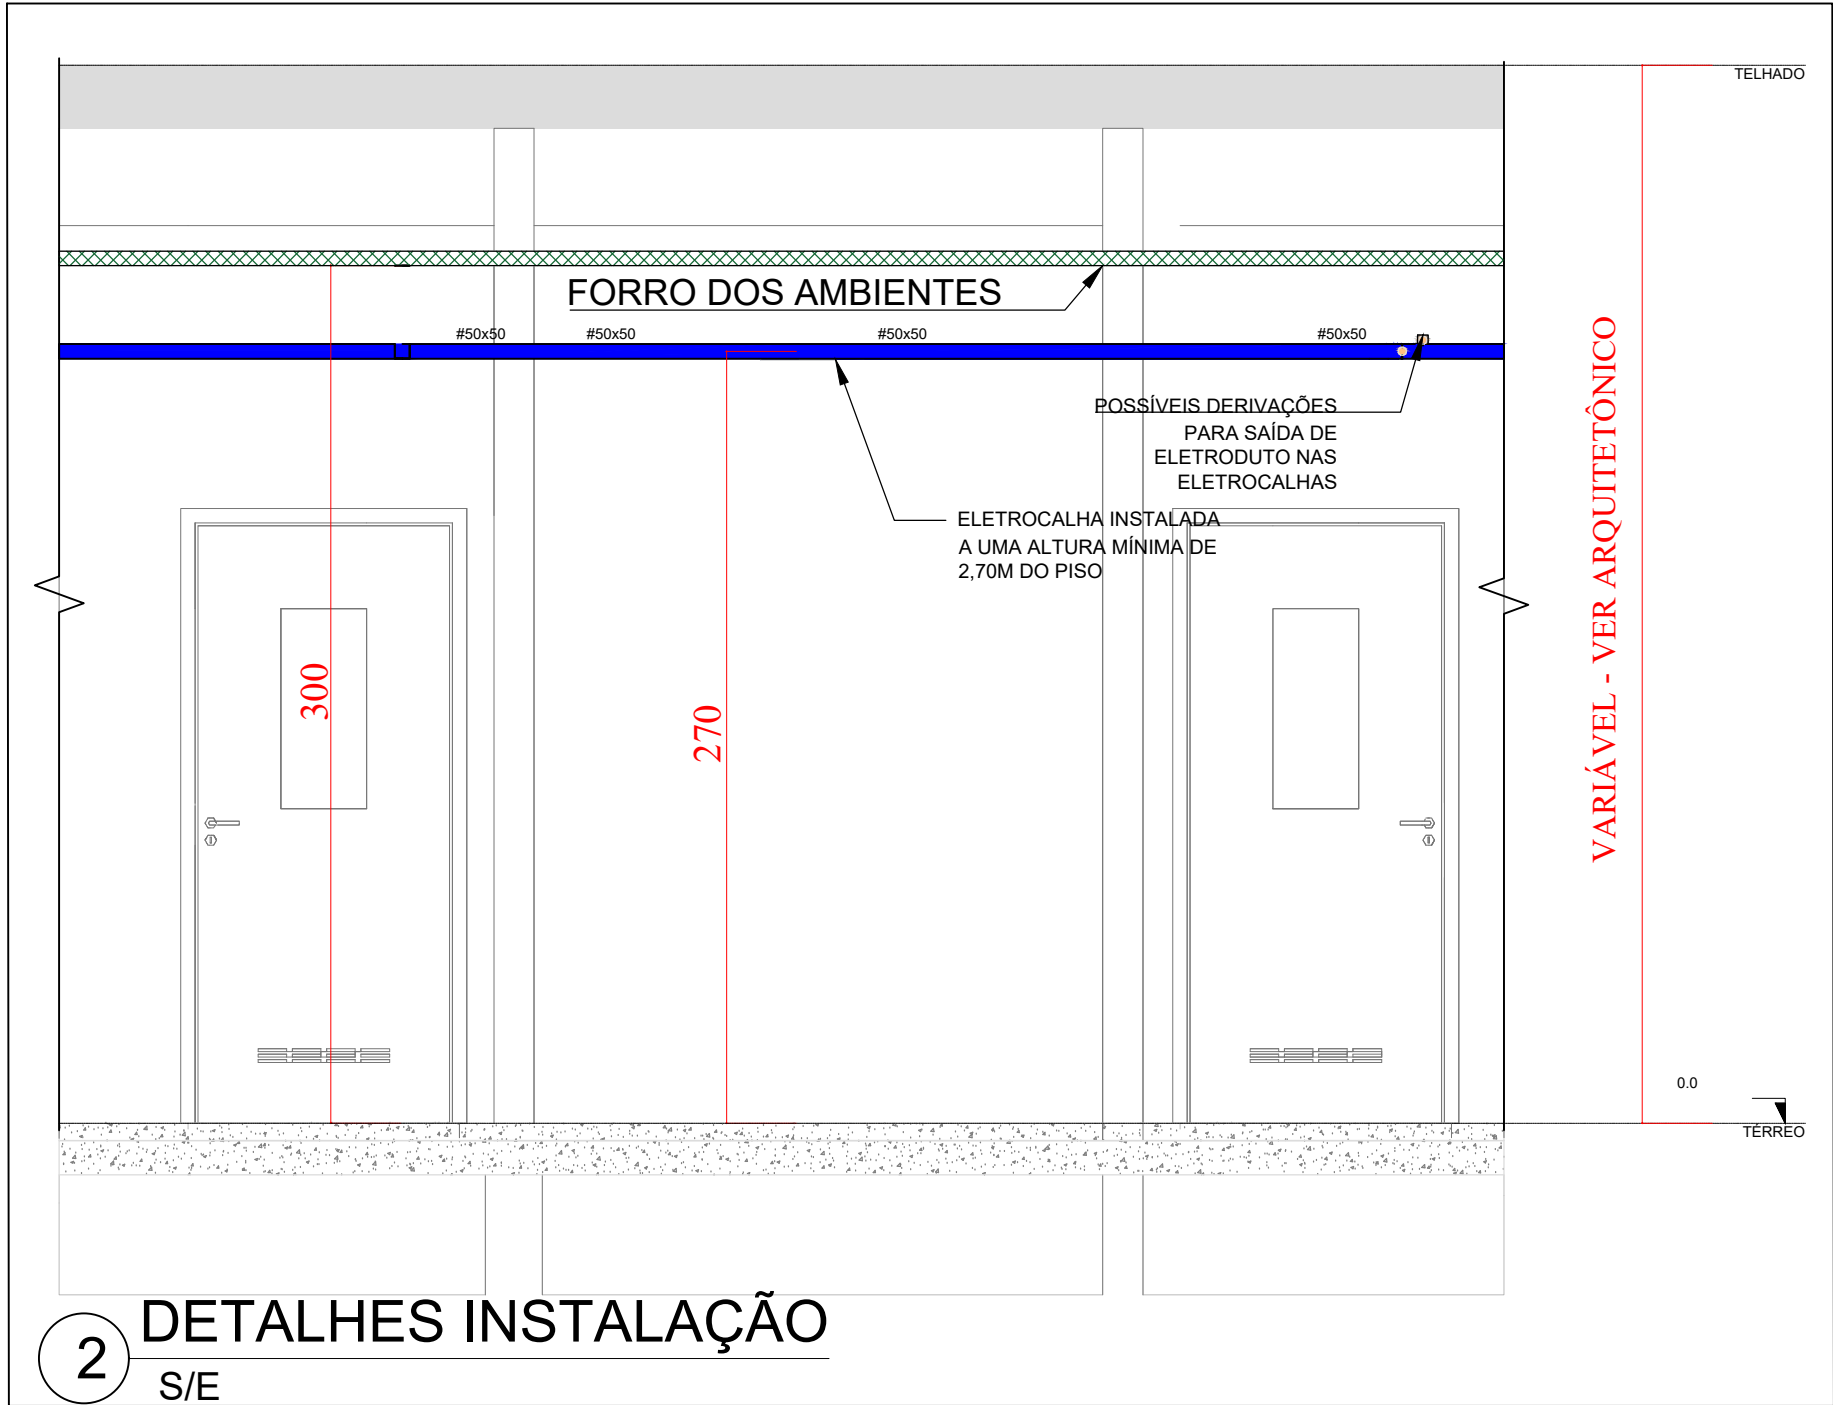 TELHADO
FORRO DOS AMBIENTES
#50x50
#50x50
#50x50
#50x50
POSSÍVEIS DERIVAÇÕES
PARA SAÍDA DE
ELETRODUTO NAS
ELETROCALHAS
ELETROCALHA INSTALADA
A UMA ALTURA MÍNIMA DE
2,70M DO PISO
300
270
VARIÁVEL - VER ARQUITETÔNICO
0.0
TÉRREO
2
DETALHES INSTALAÇÃO
S/E